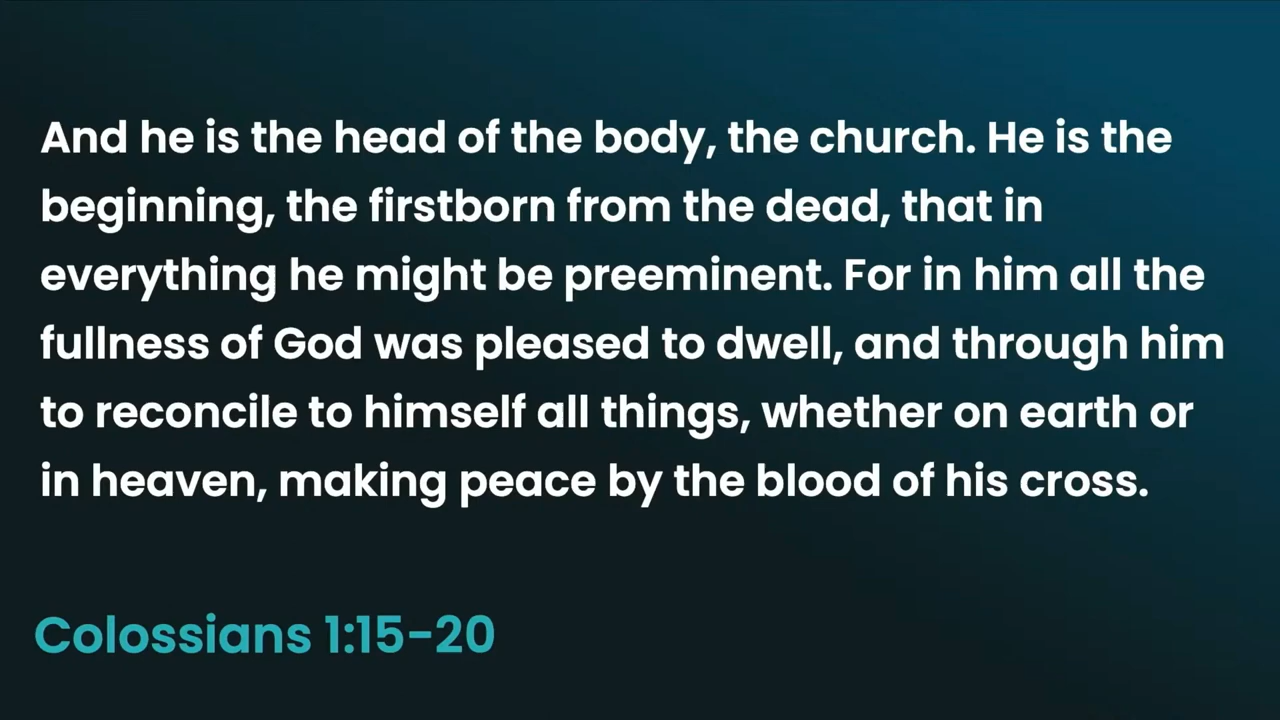 And he is the head of the body, the church. He is the
beginning, the firstborn from the dead, that in
everything he might be preeminent. For in him all the
fullness of God was pleased to dwell, and through him
to reconcile to himself all things, whether on earth or
in heaven, making peace by the blood of his cross.
Colossians 1:15-20